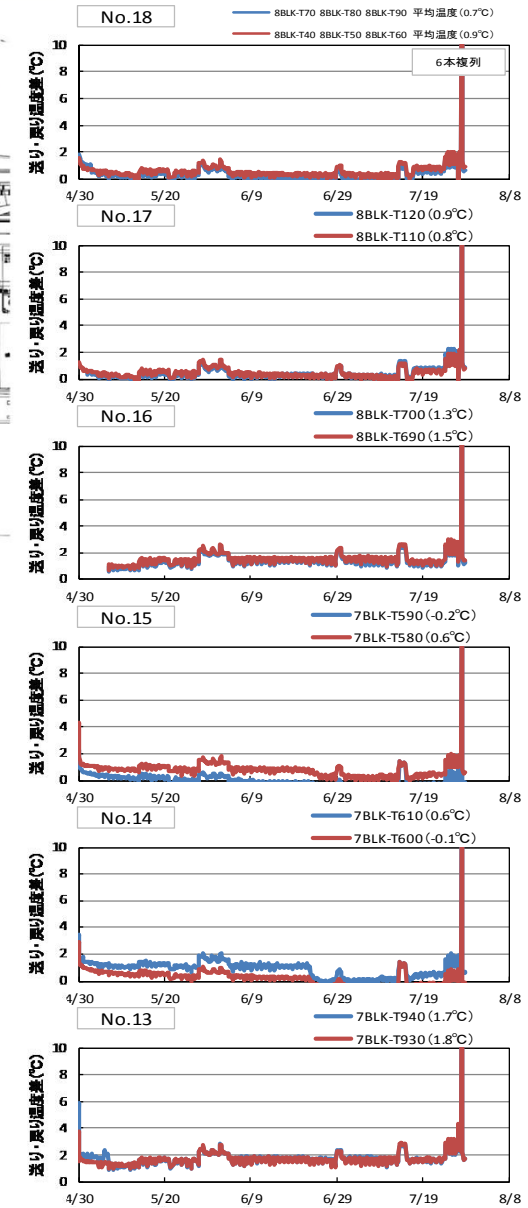 No.18
8BLK-T70 8BLK-T80 8BLK-T90 平均温度(0.7℃)
8BLK-T40 8BLK-T50 8BLK-T60 平均温度(0.9℃)
6本複列
送り・戻り温度差(℃)
10
8
6
4
2
0
4/30 5/20 6/9 6/29 7/19 8/8
No.17
8BLK-T120(0.9℃)
8BLK-T110(0.8℃)
送り・戻り温度差(℃)
10
8
6
4
2
0
4/30 5/20 6/9 6/29 7/19 8/8
No.16
8BLK-T700(1.3℃)
8BLK-T690(1.5℃)
送り・戻り温度差(℃)
10
8
6
4
2
0
4/30 5/20 6/9 6/29 7/19 8/8
No.15
7BLK-T590(-0.2℃)
7BLK-T580(0.6℃)
送り・戻り温度差(℃)
10
8
6
4
2
0
4/30 5/20 6/9 6/29 7/19 8/8
No.14
7BLK-T610(0.6℃)
7BLK-T600(-0.1℃)
送り・戻り温度差(℃)
10
8
6
4
2
0
4/30 5/20 6/9 6/29 7/19 8/8
No.13
7BLK-T940(1.7℃)
7BLK-T930(1.8℃)
送り・戻り温度差(℃)
10
8
6
4
2
0
4/30 5/20 6/9 6/29 7/19 8/8